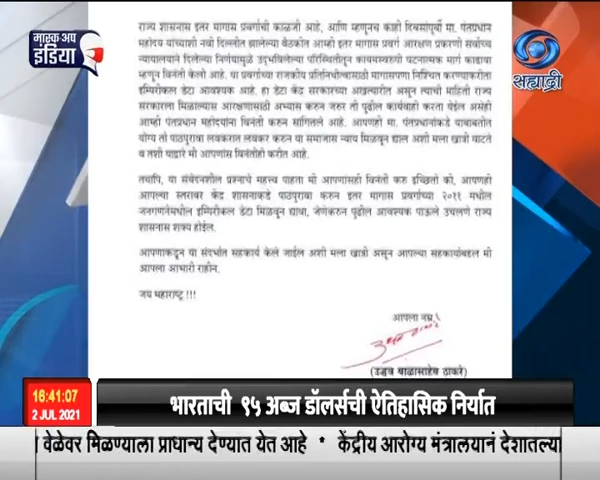 मास्क अप
इंडिया
सह्याद्री
राज्य शासनास इतर मागास प्रवर्गाची काळजी आहे, आणि म्हणुनच काही दिवसांपूर्वी मा. पंतप्रधान
महोदय यांच्याशी नवी दिल्लीत झालेल्या बैठकीत आम्ही इतर मागास प्रवर्ग आरक्षण प्रकरणी सर्वोच्च
न्यायालयाने दिलेल्या निर्णयामुळे उद्भविलेल्या परिस्थितीतून कायमस्वरुपी घटनात्मक मार्ग काढावा
म्हणून विनंती केलो आहे. या प्रवर्गाच्या राजकीय प्रतिनिधीत्वासाठी मागासपणा निश्चित करण्याकरीता
इम्पिरीकल डेटा आवश्यक आहे. हा डेटा केंद्र सरकारच्या अखत्यारीत असून त्याची माहिती राज्य
सरकारला मिळाल्यास आरक्षणासाठी अभ्यास करुन जरुर ती पुढील कार्यवाही करता येईल असेही
आम्ही पंतप्रधान महोदयांना विनंती करुन सांगितले आहे. आपणही मा. पंतप्रधानांकडे याबाबतीत
योग्य तो पाठपुरावा लवकरात लवकर करुन या समाजास न्याय मिळवून द्याल अशी मला खात्री वाटते
व तशी याद्वारे मी आपणांस विनंतीही करीत आहे.
तथापि, या संवेदनशील प्रश्नाचे महत्त्व पाहता मी आपणांसही विनंती करु इच्छितो की, आपणही
आपल्या स्तरावर केंद्र शासनाकडे पाठपुरावा करुन इतर मागास प्रवर्गाच्या २०११ मधील
जनगणनेमधील इम्पिरीकल डेटा मिळवून द्यावा, जेणेकरुन पुढील आवश्यक पाऊले उचलणे राज्य
शासनास शक्य होईल.
आपणाकडून या संदर्भात सहकार्य केले जाईल अशी मला खात्री असून आपल्या सहकार्याबद्दल मी
आपला आभारी राहीन.
जय महाराष्ट्र !!!
आपला नम्र,
(उद्धव बाळासाहेब ठाकरे)
16:41:07
2 JUL 2021
भारताची ९५ अब्ज डॉलर्सची ऐतिहासिक निर्यात
वेळेवर मिळण्याला प्राधान्य देण्यात येत आहे * केंद्रीय आरोग्य मंत्रालयानं देशातल्या